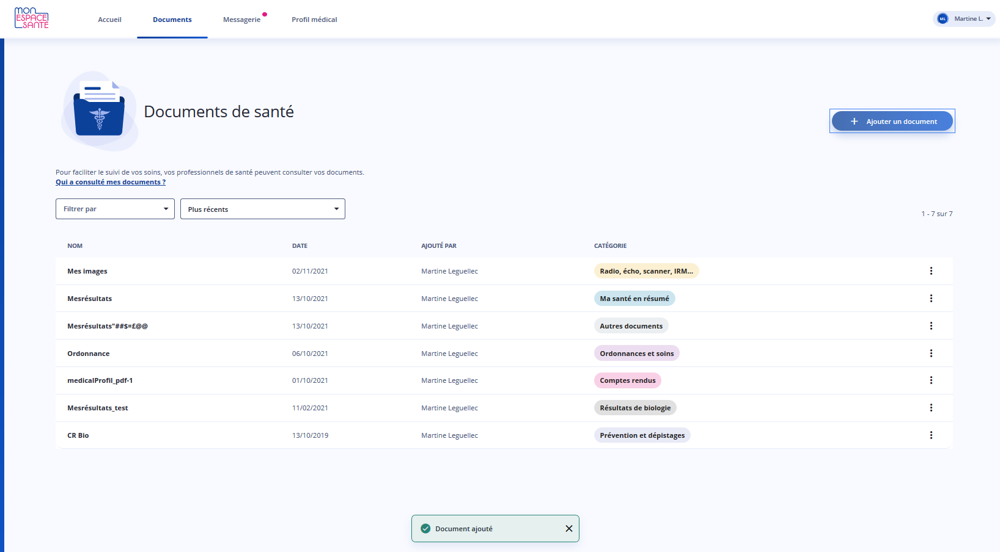 mon
ESPACE
SANTÉ
Accueil
Documents
Messagerie
Profil médical
ML
Martine L.
Documents de santé
+ Ajouter un document
Pour faciliter le suivi de vos soins, vos professionnels de santé peuvent consulter vos documents.
Qui a consulté mes documents ?
Filtrer par
Plus récents
1 - 7 sur 7
NOM DATE AJOUTÉ PAR CATÉGORIE
Mes images 02/11/2021 Martine Leguellec Radio, écho, scanner, IRM...
Mesrésultats 13/10/2021 Martine Leguellec Ma santé en résumé
Mesrésultats"##$¤£@@ 13/10/2021 Martine Leguellec Autres documents
Ordonnance 06/10/2021 Martine Leguellec Ordonnances et soins
medicalProfil_pdf-1 01/10/2021 Martine Leguellec Comptes rendus
Mesrésultats_test 11/02/2021 Martine Leguellec Résultats de biologie
CR Bio 13/10/2019 Martine Leguellec Prévention et dépistages
Document ajouté